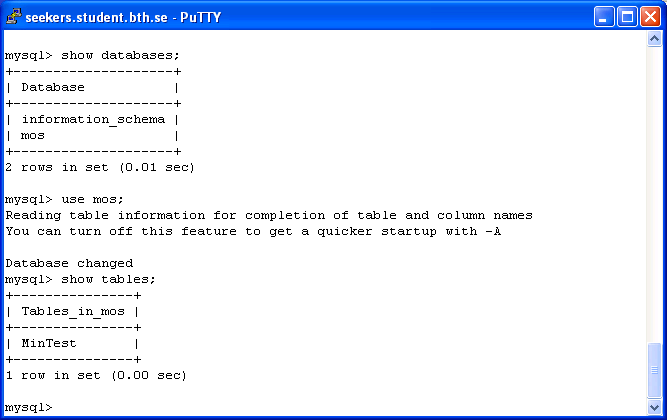 seekers.student.bth.se - PuTTY
mysql> show databases;
+--------------------+
| Database           |
+--------------------+
| information_schema |
| mos                |
+--------------------+
2 rows in set (0.01 sec)
mysql> use mos;
Reading table information for completion of table and column names
You can turn off this feature to get a quicker startup with -A
Database changed
mysql> show tables;
+---------------+
| Tables_in_mos |
+---------------+
| MinTest       |
+---------------+
1 row in set (0.00 sec)
mysql>